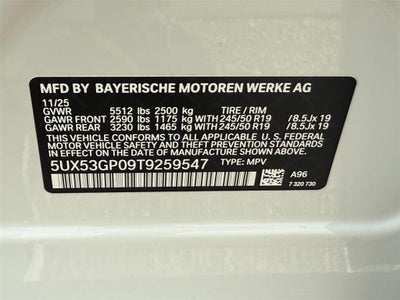 MFD BY BAYERISCHE MOTOREN WERKE AG
11/25
GVWR 5512 lbs 2500 kg TIRE / RIM
GAWR FRONT 2590 lbs 1175 kg WITH 245/50 R19 / 8.5Jx 19
GAWR REAR 3230 lbs 1465 kg WITH 245/50 R19 / 8.5Jx 19
THIS VEHICLE CONFORMS TO ALL APPLICABLE U.S. FEDERAL
MOTOR VEHICLE SAFETY AND THEFT PREVENTION STANDARDS
IN EFFECT ON THE DATE OF MANUFACTURE SHOWN ABOVE.
5UX53GP09T9259547 TYPE: MPV
A96
7 320 730